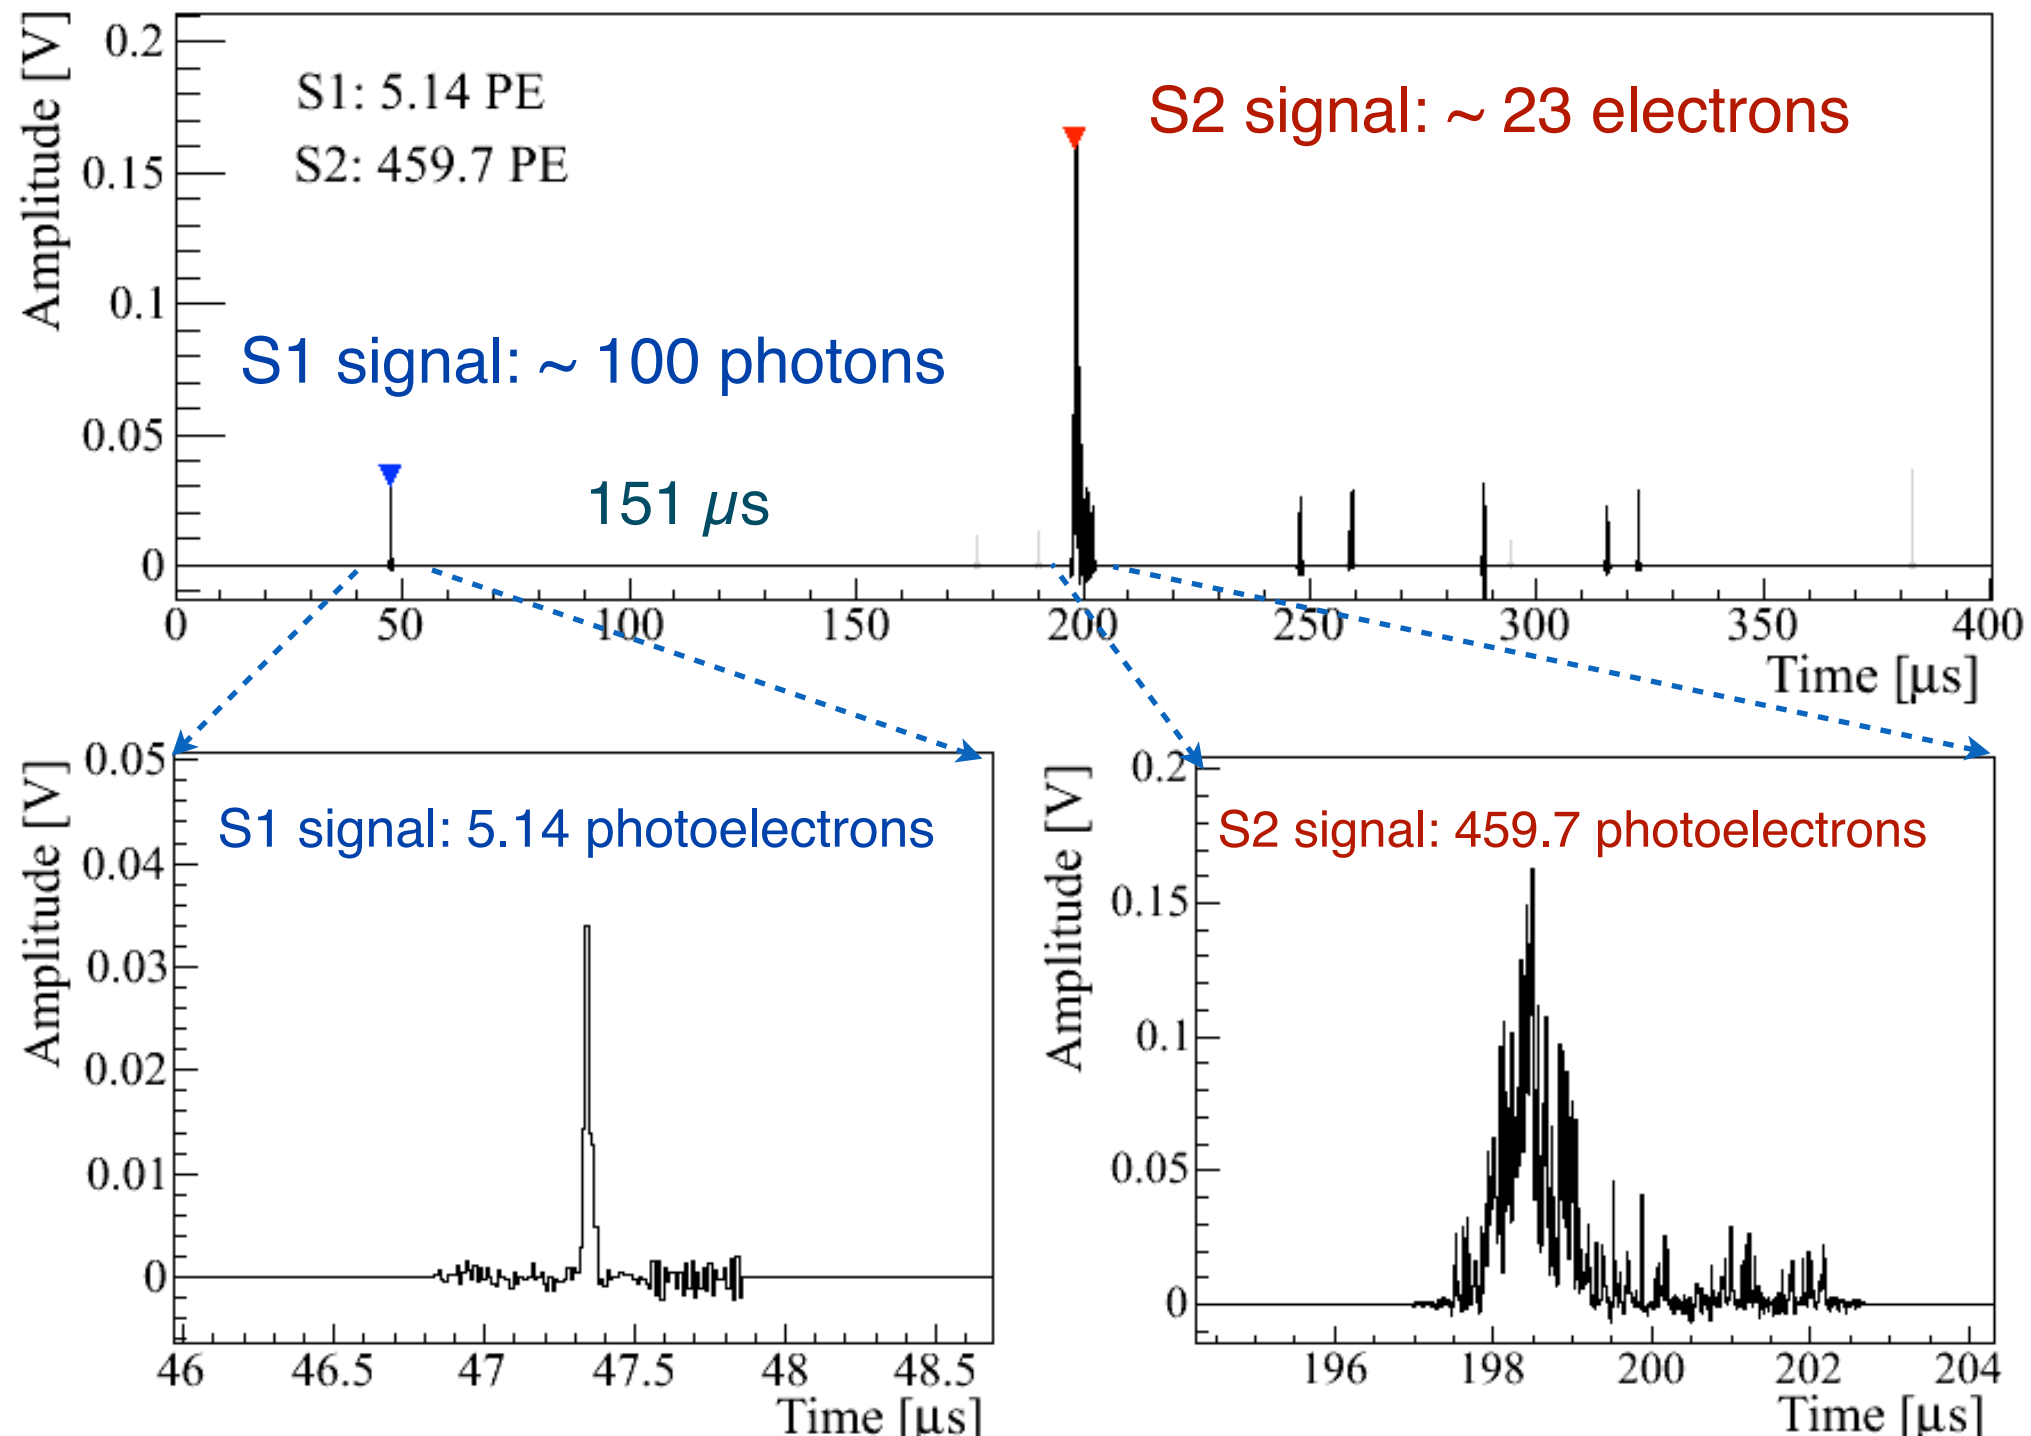 Amplitude [V]
0.2
0.15
0.1
0.05
0
S1: 5.14 PE
S2: 459.7 PE
S2 signal: ~ 23 electrons
S1 signal: ~ 100 photons
151 µs
0 50 100 150 200 250 300 350 400
Time [µs]
Amplitude [V]
0.05
0.04
0.03
0.02
0.01
0
S1 signal: 5.14 photoelectrons
46 46.5 47 47.5 48 48.5
Time [µs]
Amplitude [V]
0.2
0.15
0.1
0.05
0
S2 signal: 459.7 photoelectrons
196 198 200 202 204
Time [µs]